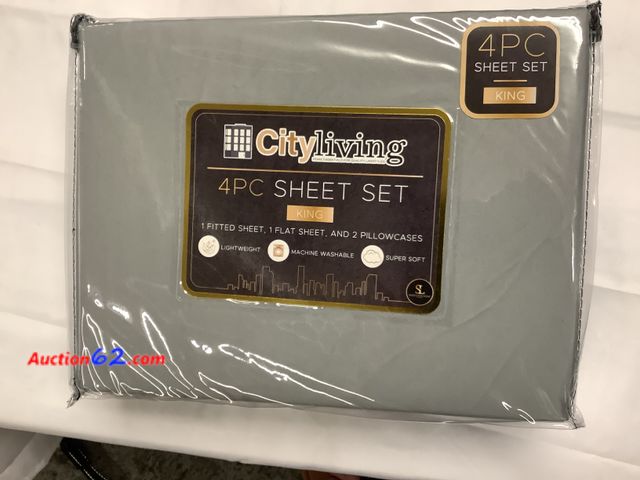 4PC
SHEET SET
KING
Cityliving
4PC SHEET SET
KING
1 FITTED SHEET, 1 FLAT SHEET, AND 2 PILLOWCASES
LIGHTWEIGHT
MACHINE WASHABLE
SUPER SOFT
SL
Auction62.com